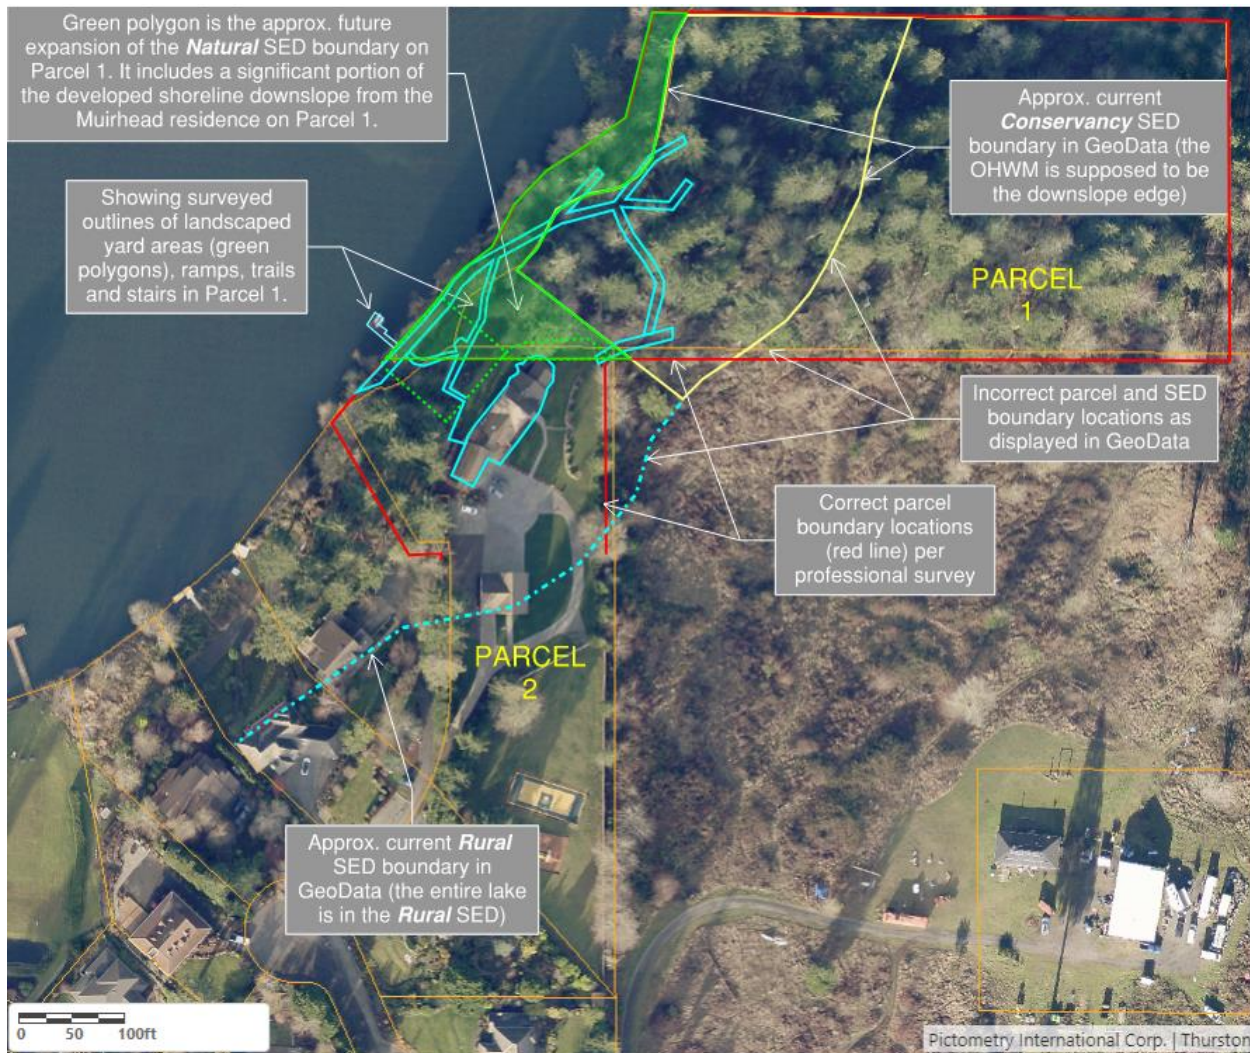 Green polygon is the approx. future
expansion of the Natural SED boundary on
Parcel 1. It includes a significant portion of
the developed shoreline downslope from the
Muirhead residence on Parcel 1.
Approx. current
Conservancy SED
boundary in GeoData (the
OHWM is supposed to be
the downslope edge)
Showing surveyed
outlines of landscaped
yard areas (green
polygons), ramps, trails
and stairs in Parcel 1.
PARCEL
1
Incorrect parcel and SED
boundary locations as
displayed in GeoData
Correct parcel
boundary locations
(red line) per
professional survey
PARCEL
2
Approx. current Rural
SED boundary in
GeoData (the entire lake
is in the Rural SED)
0 50 100ft
Pictometry International Corp. | Thurston